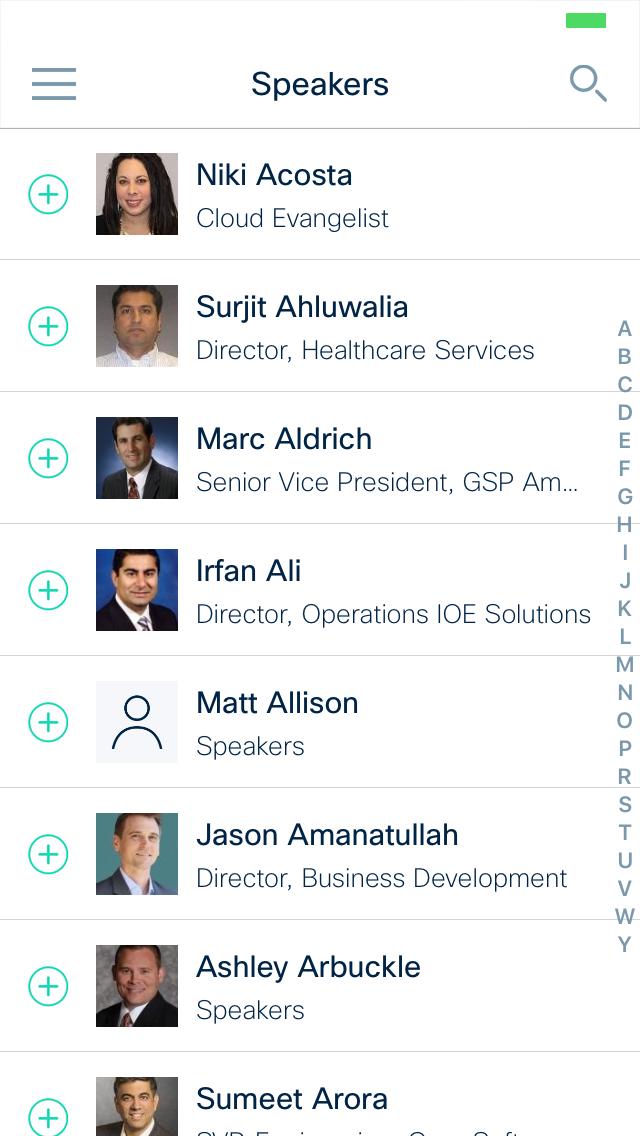 Speakers
Niki Acosta
Cloud Evangelist
Surjit Ahluwalia
Director, Healthcare Services
Marc Aldrich
Senior Vice President, GSP Am...
Irfan Ali
Director, Operations IOE Solutions
Matt Allison
Speakers
Jason Amanatullah
Director, Business Development
Ashley Arbuckle
Speakers
Sumeet Arora
A
B
C
D
E
F
G
H
I
J
K
L
M
N
O
P
R
S
T
U
V
W
Y